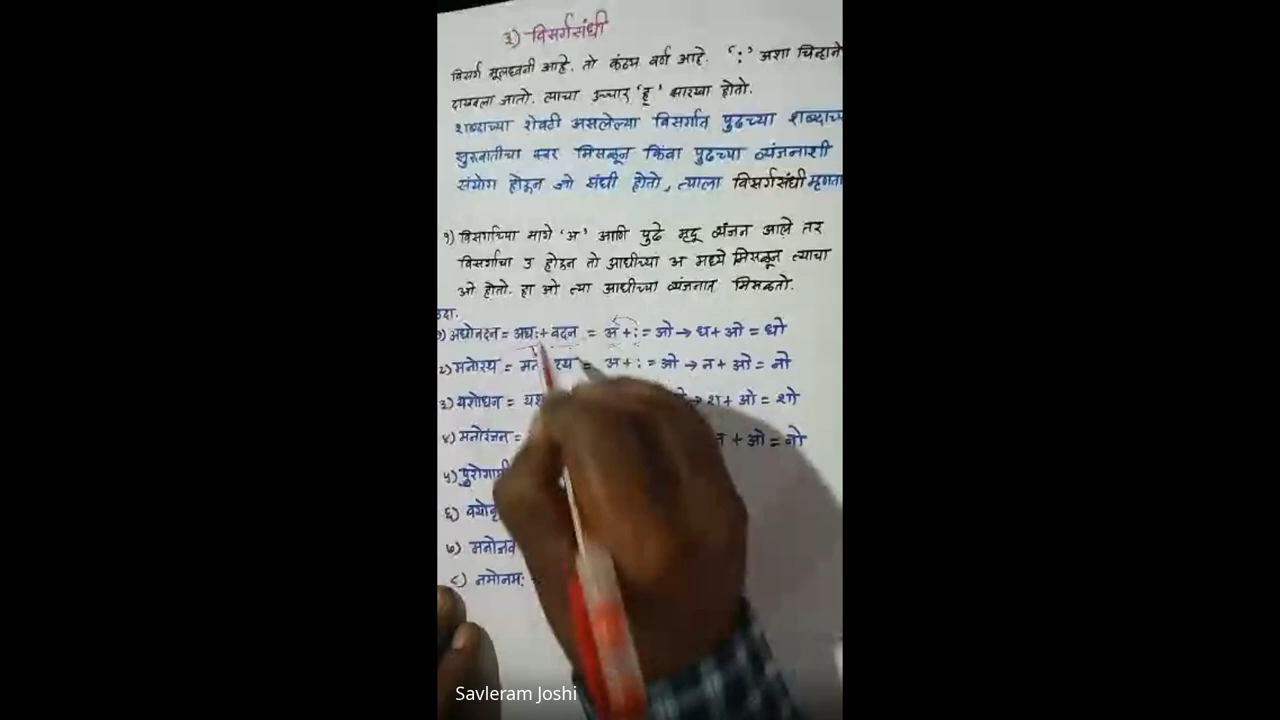 ३) विसर्गसंधी
विसर्ग मूलध्वनी आहे. तो कंठ्य वर्ण आहे. ':' अशा चिन्हाने
दाखवला जातो. त्याचा उच्चार 'ह्' सारखा होतो.
शब्दाच्या शेवटी असलेल्या विसर्गात पुढच्या शब्दाच्य
सुरुवातीचा स्वर मिसळून किंवा पुढच्या व्यंजनाशी
संयोग होऊन जो संधी होतो, त्याला विसर्गसंधी म्हणता
१) विसर्गाच्या मागे 'अ' आणि पुढे मृदू व्यंजन आले तर
विसर्गाचा उ होऊन तो आधीच्या अ मध्ये मिसळून त्याचा
ओ होतो. हा ओ त्या आधीच्या व्यंजनात मिसळतो.
उदा.
१) अधोवदन = अधः + वदन = अ + : = ओ → ध + ओ = धो
२) मनोरथ = रथ = अ + : = ओ → न + ओ = नो
३) यशोधन = यश → श + ओ = शो
४) मनोरंजन = + ओ = नो
५) पुरोगामी
६)
७) मनोजव
८) नमोनमः
Savleram Joshi